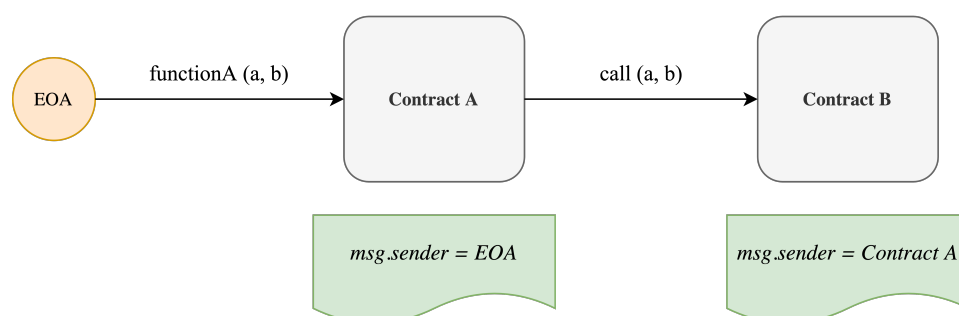 functionA (a, b)
call (a, b)
EOA
Contract A
Contract B
msg.sender = EOA
msg.sender = Contract A